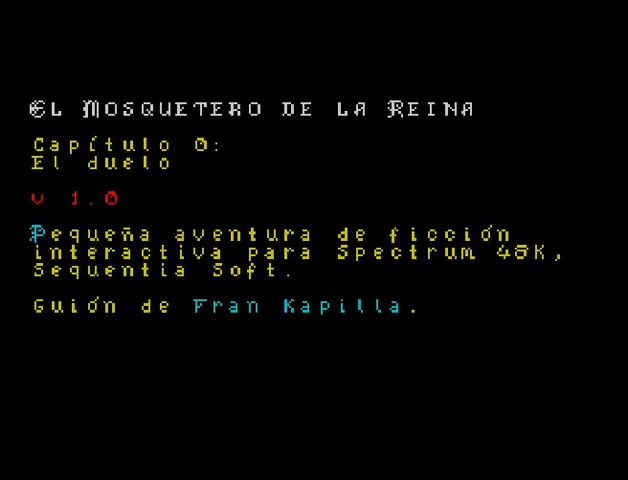 El Mosquetero de la Reina
Capítulo 0:
El duelo
v 1.0
Pequeña aventura de ficción
interactiva para Spectrum 48K,
Sequentia Soft.
Guión de Fran Kapilla.